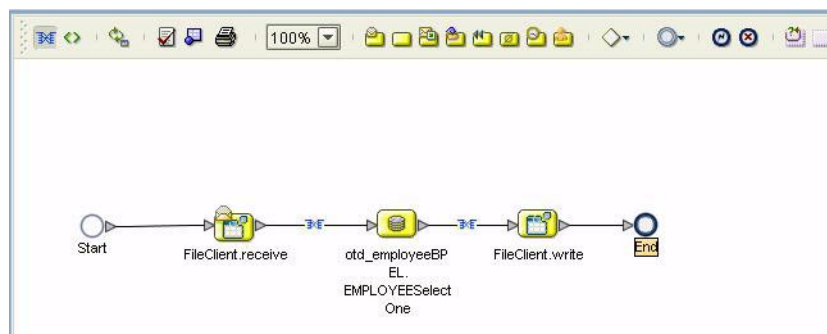 100%
Start
FileClient.receive
otd_employeeBP
EL.
EMPLOYEESelect
One
FileClient.write
End